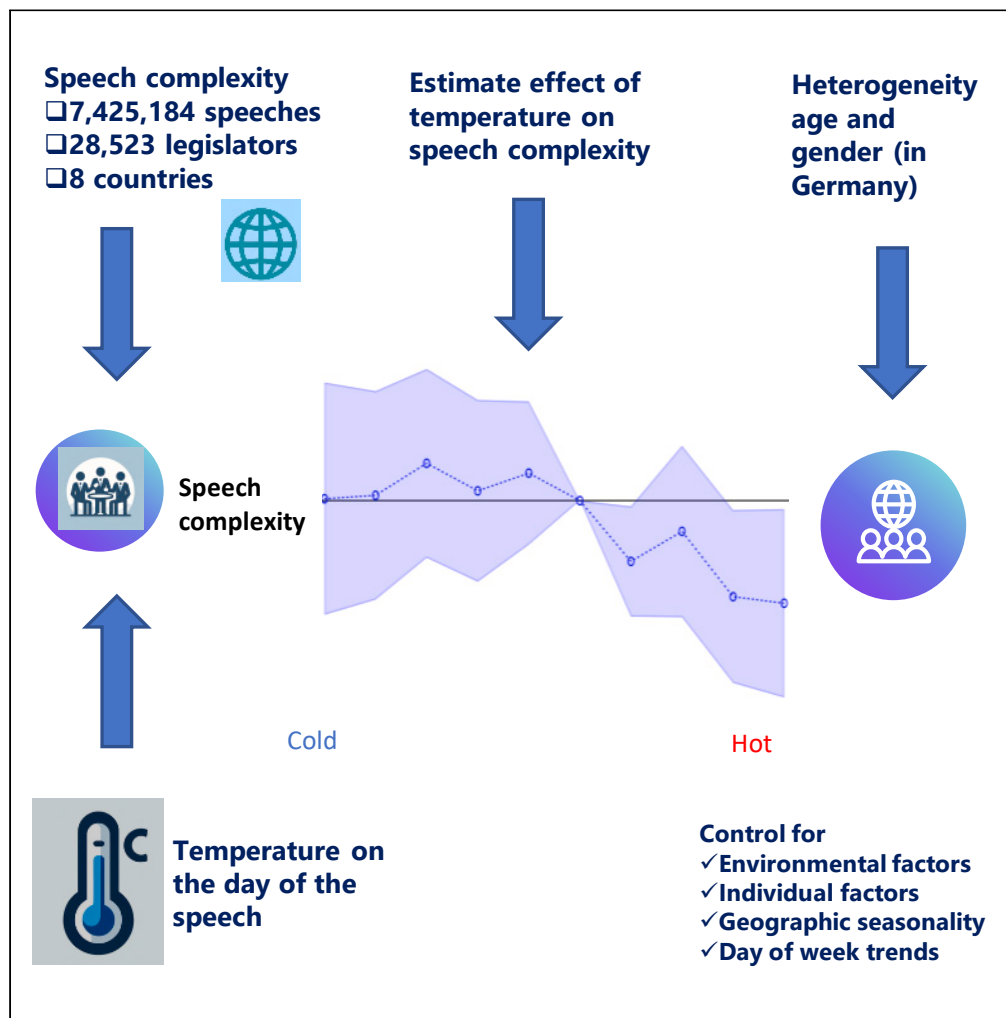 Speech complexity
❑7,425,184 speeches
❑28,523 legislators
❑8 countries
Estimate effect of
temperature on
speech complexity
Heterogeneity
age and
gender (in
Germany)
Speech
complexity
Cold
Hot
C
Temperature on
the day of the
speech
Control for
✓Environmental factors
✓Individual factors
✓Geographic seasonality
✓Day of week trends